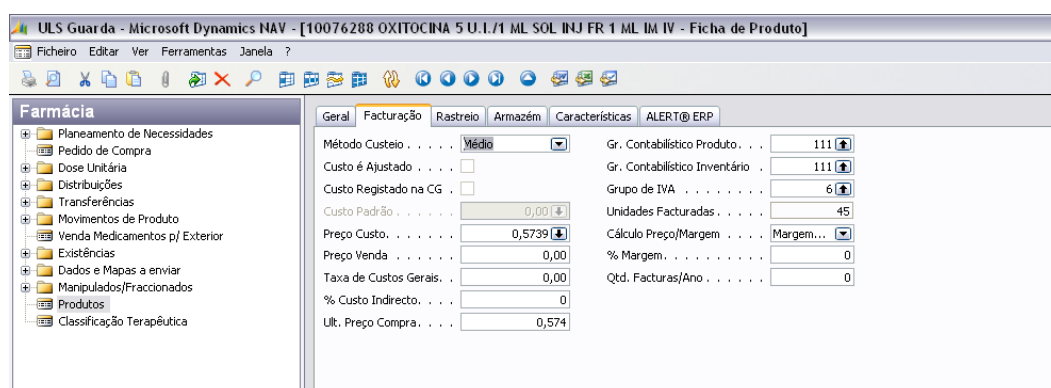 ULS Guarda - Microsoft Dynamics NAV - [10076288 OXITOCINA 5 U.I./1 ML SOL INJ FR 1 ML IM IV - Ficha de Produto]
Ficheiro Editar Ver Ferramentas Janela ?
Farmácia
Planeamento de Necessidades
Pedido de Compra
Dose Unitária
Distribuições
Transferências
Movimentos de Produto
Venda Medicamentos p/ Exterior
Existências
Dados e Mapas a enviar
Manipulados/Fraccionados
Produtos
Classificação Terapêutica
Geral Facturação Rastreio Armazém Características ALERT® ERP
Método Custeio . . . . . Médio
Custo é Ajustado . . . .
Custo Registado na CG .
Custo Padrão . . . . . . 0,00
Preço Custo. . . . . . . 0,5739
Preço Venda . . . . . . 0,00
Taxa de Custos Gerais. . 0,00
% Custo Indirecto. . . . 0
Ult. Preço Compra. . . . 0,574
Gr. Contabilístico Produto. . . 111
Gr. Contabilístico Inventário . 111
Grupo de IVA . . . . . . . . 6
Unidades Facturadas. . . . . 45
Cálculo Preço/Margem . . . . Margem...
% Margem. . . . . . . . . . 0
Qtd. Facturas/Ano . . . . . . 0